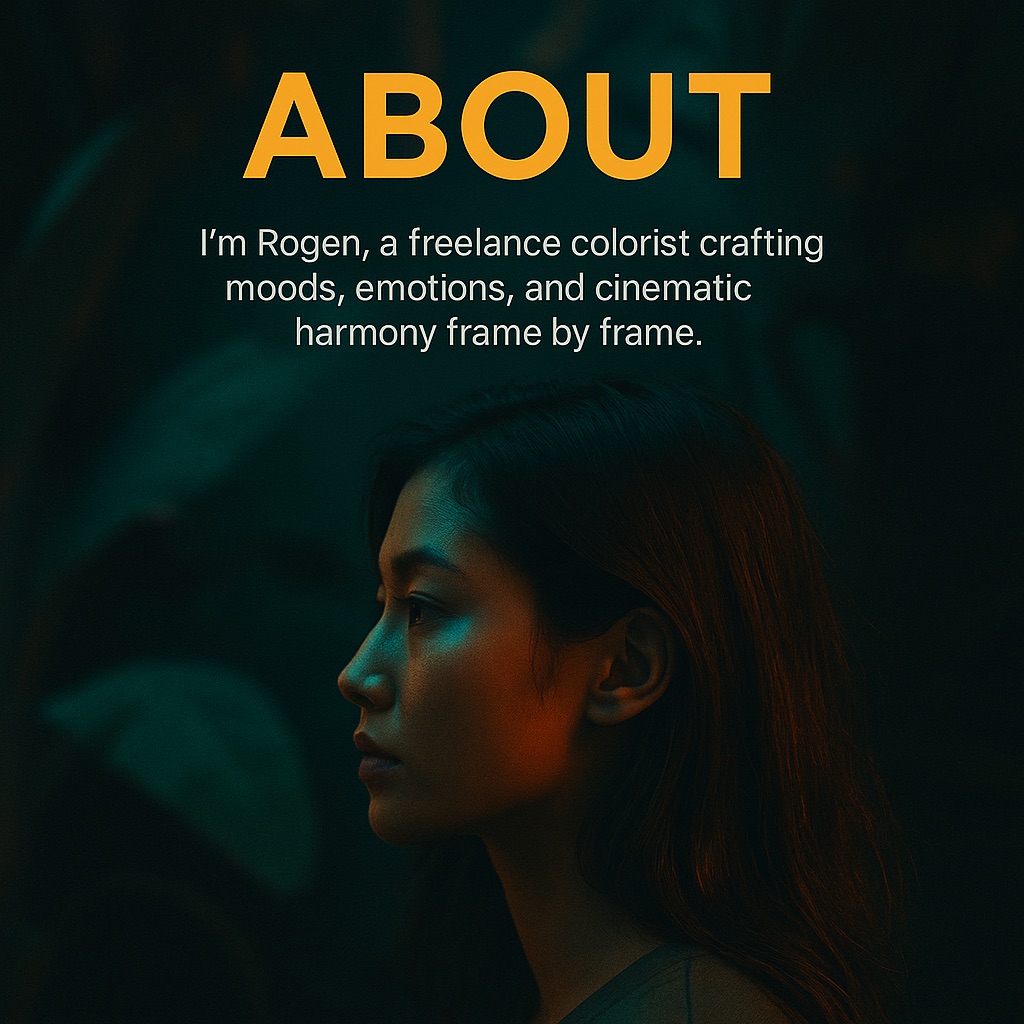 ABOUT
I’m Rogen, a freelance colorist crafting
moods, emotions, and cinematic
harmony frame by frame.